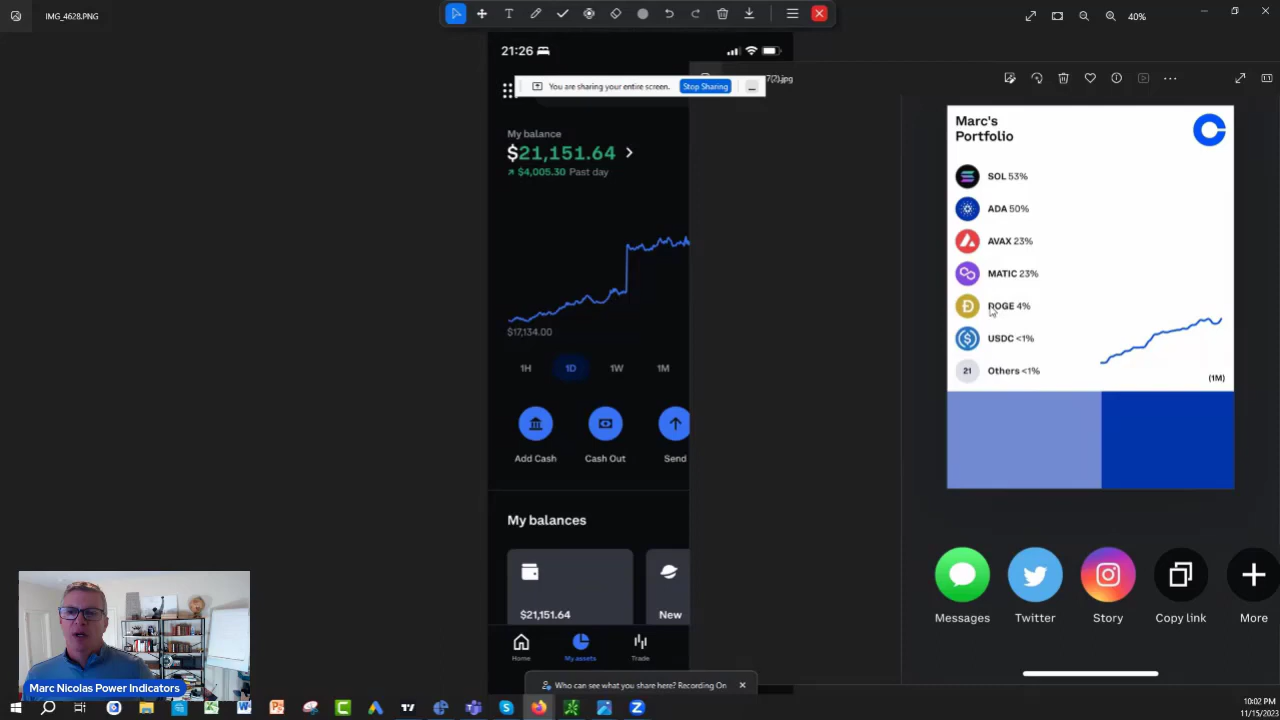 IMG_4628.PNG
40%
21:26
You are sharing your entire screen.
Stop Sharing
My balance
$21,151.64
$4,005.30 Past day
$17,134.00
1H
1D
1W
1M
Add Cash
Cash Out
Send
My balances
$21,151.64
New
Home
My assets
Trade
Who can see what you share here? Recording On
Marc's
Portfolio
SOL 53%
ADA 50%
AVAX 23%
MATIC 23%
DOGE 4%
USDC <1%
21
Others <1%
(1M)
Messages
Twitter
Story
Copy link
More
Marc Nicolas Power Indicators
10:02 PM
11/15/2023